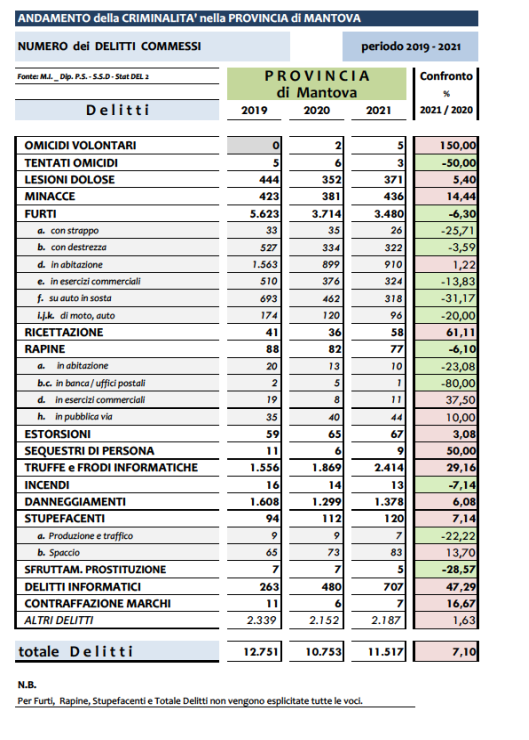 ANDAMENTO della CRIMINALITA' nella PROVINCIA di MANTOVA
NUMERO dei DELITTI COMMESSI periodo 2019 - 2021
Fonte: M.I. _ Dip. P.S. - S.S.D - Stat DEL 2 PROVINCIA Confronto
di Mantova %
Delitti 2019 2020 2021 2021 / 2020
OMICIDI VOLONTARI 0 2 5 150,00
TENTATI OMICIDI 5 6 3 -50,00
LESIONI DOLOSE 444 352 371 5,40
MINACCE 423 381 436 14,44
FURTI 5.623 3.714 3.480 -6,30
a. con strappo 33 35 26 -25,71
b. con destrezza 527 334 322 -3,59
d. in abitazione 1.563 899 910 1,22
e. in esercizi commerciali 510 376 324 -13,83
f. su auto in sosta 693 462 318 -31,17
i.j.k. di moto, auto 174 120 96 -20,00
RICETTAZIONE 41 36 58 61,11
RAPINE 88 82 77 -6,10
a. in abitazione 20 13 10 -23,08
b.c. in banca / uffici postali 2 5 1 -80,00
d. in esercizi commerciali 19 8 11 37,50
h. in pubblica via 35 40 44 10,00
ESTORSIONI 59 65 67 3,08
SEQUESTRI DI PERSONA 11 6 9 50,00
TRUFFE e FRODI INFORMATICHE 1.556 1.869 2.414 29,16
INCENDI 16 14 13 -7,14
DANNEGGIAMENTI 1.608 1.299 1.378 6,08
STUPEFACENTI 94 112 120 7,14
a. Produzione e traffico 9 9 7 -22,22
b. Spaccio 65 73 83 13,70
SFRUTTAM. PROSTITUZIONE 7 7 5 -28,57
DELITTI INFORMATICI 263 480 707 47,29
CONTRAFFAZIONE MARCHI 11 6 7 16,67
ALTRI DELITTI 2.339 2.152 2.187 1,63
totale Delitti 12.751 10.753 11.517 7,10
N.B.
Per Furti, Rapine, Stupefacenti e Totale Delitti non vengono esplicitate tutte le voci.